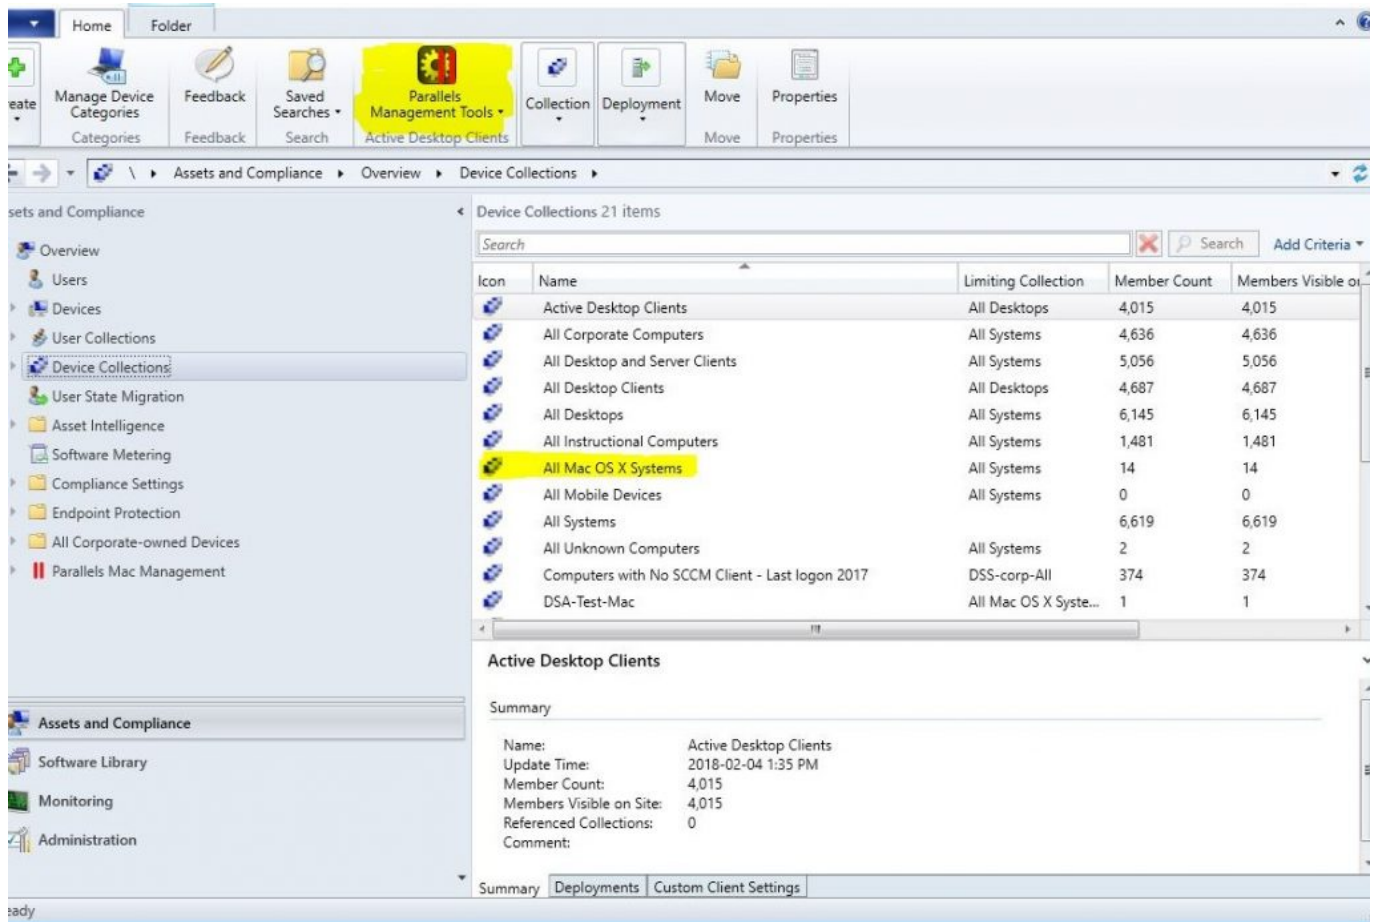 Home Folder
Manage Device Categories
Feedback
Saved Searches
Parallels Management Tools
Collection
Deployment
Move
Properties
Categories Feedback Search Active Desktop Clients Move Properties
\ Assets and Compliance Overview Device Collections
sets and Compliance
Overview
Users
Devices
User Collections
Device Collections
User State Migration
Asset Intelligence
Software Metering
Compliance Settings
Endpoint Protection
All Corporate-owned Devices
Parallels Mac Management
Assets and Compliance
Software Library
Monitoring
Administration
Device Collections 21 items
Search Search Add Criteria
Icon Name Limiting Collection Member Count Members Visible
Active Desktop Clients All Desktops 4,015 4,015
All Corporate Computers All Systems 4,636 4,636
All Desktop and Server Clients All Systems 5,056 5,056
All Desktop Clients All Desktops 4,687 4,687
All Desktops All Systems 6,145 6,145
All Instructional Computers All Systems 1,481 1,481
All Mac OS X Systems All Systems 14 14
All Mobile Devices All Systems 0 0
All Systems 6,619 6,619
All Unknown Computers All Systems 2 2
Computers with No SCCM Client - Last logon 2017 DSS-corp-All 374 374
DSA-Test-Mac All Mac OS X Syste... 1 1
Active Desktop Clients
Summary
Name: Active Desktop Clients
Update Time: 2018-02-04 1:35 PM
Member Count: 4,015
Members Visible on Site: 4,015
Referenced Collections: 0
Comment:
Summary Deployments Custom Client Settings
eady